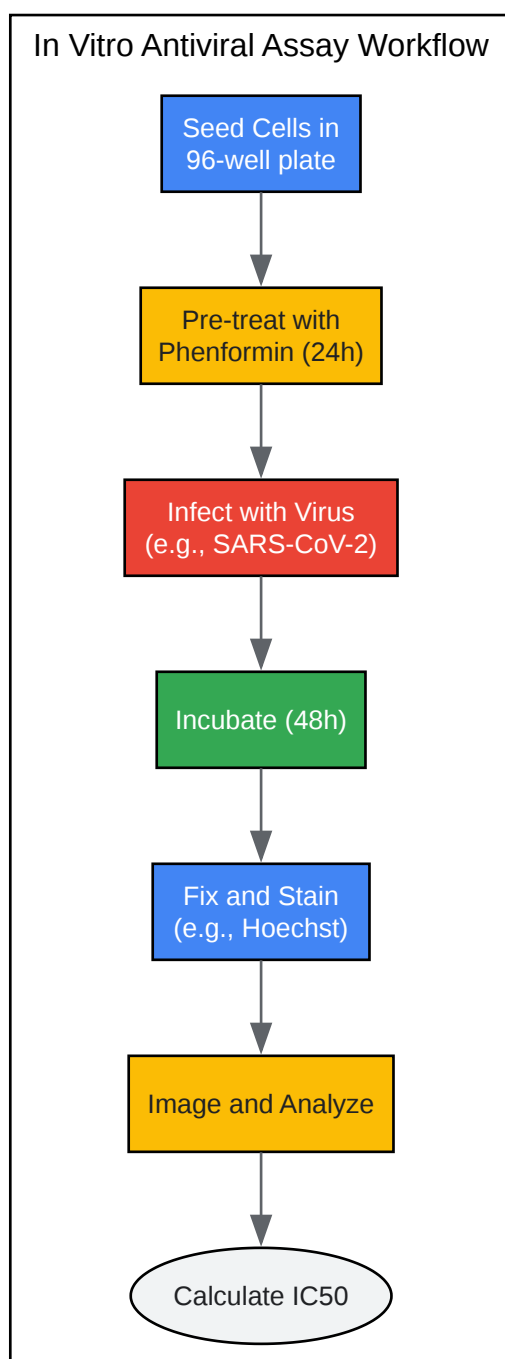 In Vitro Antiviral Assay Workflow
Seed Cells in
96-well plate
Pre-treat with
Phenformin (24h)
Infect with Virus
(e.g., SARS-CoV-2)
Incubate (48h)
Fix and Stain
(e.g., Hoechst)
Image and Analyze
Calculate IC50